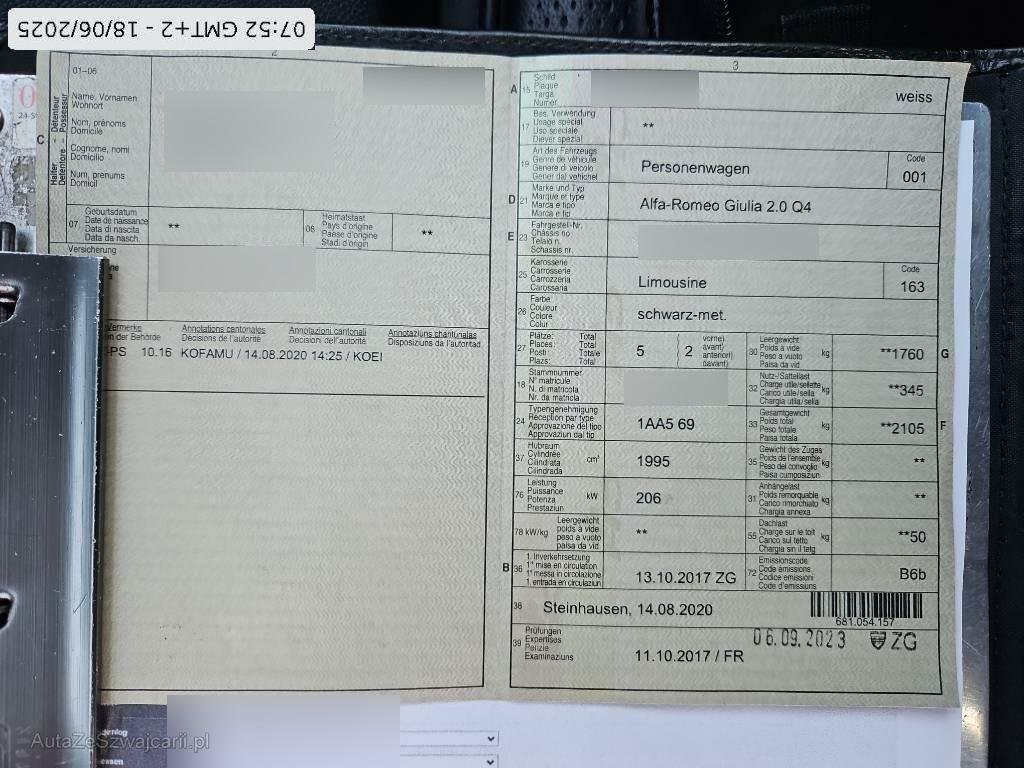 07:52 GMT+2 - 18/06/2025
2
01-06
C
Halter – Détenteur
Detentore – Possessur
Name, Vornamen
Wohnort
Nom, prénoms
Domicile
Cognome, nomi
Domicilio
Num, prenums
Domicil
07
Geburtsdatum
Date de naissance
Data di nascita
Data da nasch.
**
08
Heimatstaat
Pays d'origine
Paese d'origine
Stadi d'origin
**
Versicherung
Annotations cantonales
Décisions de l'autorité
Annotazioni cantonali
Decisioni dell'autorità
Annotaziuns chantunalas
Disposiziuns da l'autoritad
10.16 KOFAMU / 14.08.2020 14:25 / KOEI
3
A 15
Schild
Plaque
Targa
Numer
weiss
17
Bes. Verwendung
Usage spécial
Uso speciale
Diever spezial
**
19
Art des Fahrzeugs
Genre de véhicule
Genere di veicolo
Gener dal vehichel
Personenwagen
Code
001
D 21
Marke und Typ
Marque et type
Marca e tipo
Marca e tip
Alfa-Romeo Giulia 2.0 Q4
E 23
Fahrgestell-Nr.
Châssis no
Telaio n.
Schassis nr.
25
Karosserie
Carrosserie
Carrozzeria
Carossaria
Limousine
Code
163
26
Farbe
Couleur
Colore
Colur
schwarz-met.
27
Plätze: Total
Places: Total
Posti: Totale
Plazs: Total
5
2
vorne)
avant)
anteriori)
davant)
30
Leergewicht
Poids à vide
Peso a vuoto
Paisa da vid
kg
**1760
G
18
Stammnummer
N° matricule
N. di matricola
Nr. da matricla
32
Nutz-/Sattellast
Charge utile/sellette
Carico utile/sella
Chargia utila/sella
kg
**345
24
Typengenehmigung
Réception par type
Approvazione del tipo
Approvaziun dal tip
1AA5 69
33
Gesamtgewicht
Poids total
Peso totale
Paisa totala
kg
**2105
F
37
Hubraum
Cylindrée
Cilindrata
Cilindrada
cm³
1995
35
Gewicht des Zuges
Poids de l'ensemble
Peso del convoglio
Paisa cumposiziun
kg
**
76
Leistung
Puissance
Potenza
Prestaziun
kW
206
31
Anhängelast
Poids remorquable
Carico rimorchiato
Chargia annexa
kg
**
78 kW/kg
Leergewicht
poids à vide
peso a vuoto
paisa da vid
**
55
Dachlast
Charge sur le toit
Carico sul tetto
Chargia sin il tetg
kg
**50
B 36
1. Inverkehrsetzung
1re mise en circulation
1a messa in circolazione
1. entrada en circulaziun
13.10.2017 ZG
72
Emissionscode
Code émissions
Codice emissioni
Code d'emissiuns
B6b
38
Steinhausen, 14.08.2020
681.054.157
39
Prüfungen
Expertises
Perizie
Examinaziuns
11.10.2017 / FR
06.09.2023
ZG
AutaZeSzwajcarii.pl